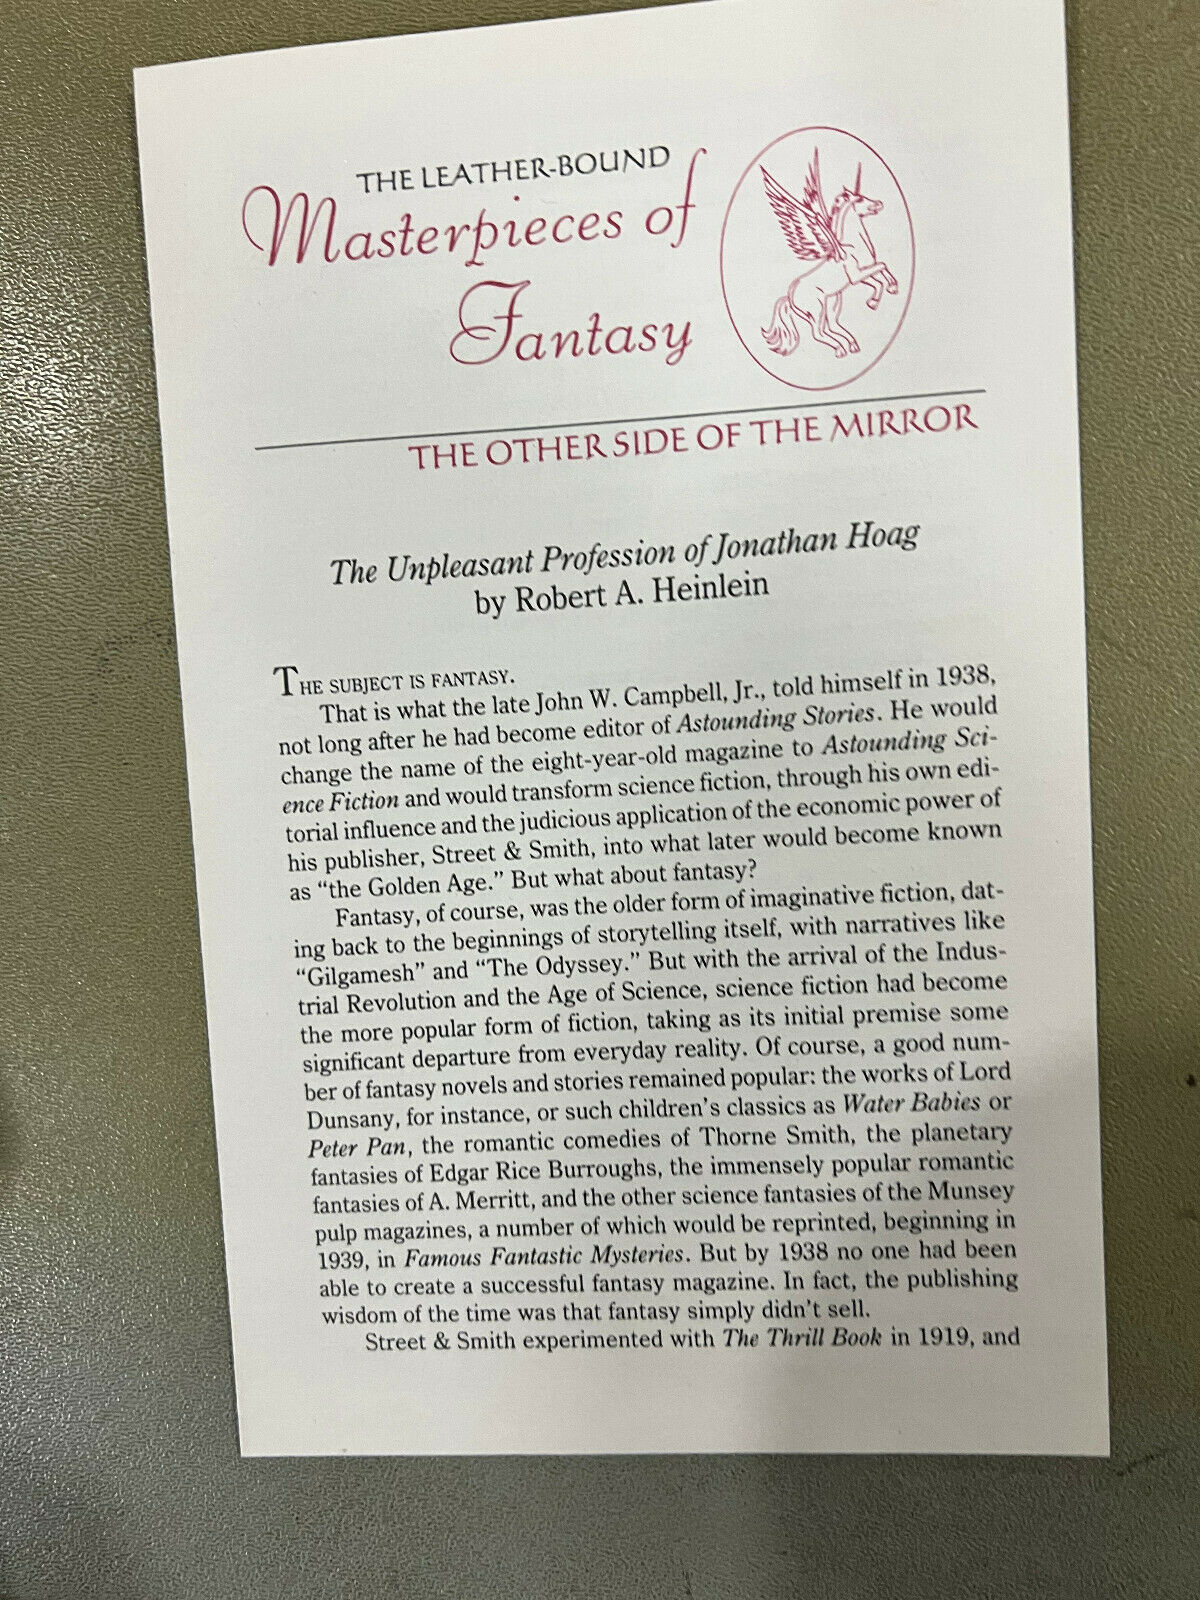 THE LEATHER-BOUND
Masterpieces of
Fantasy
THE OTHER SIDE OF THE MIRROR
The Unpleasant Profession of Jonathan Hoag
by Robert A. Heinlein
THE SUBJECT IS FANTASY.
That is what the late John W. Campbell, Jr., told himself in 1938,
not long after he had become editor of Astounding Stories. He would
change the name of the eight-year-old magazine to Astounding Sci-
ence Fiction and would transform science fiction, through his own edi-
torial influence and the judicious application of the economic power of
his publisher, Street & Smith, into what later would become known
as "the Golden Age." But what about fantasy?
Fantasy, of course, was the older form of imaginative fiction, dat-
ing back to the beginnings of storytelling itself, with narratives like
"Gilgamesh" and "The Odyssey." But with the arrival of the Indus-
trial Revolution and the Age of Science, science fiction had become
the more popular form of fiction, taking as its initial premise some
significant departure from everyday reality. Of course, a good num-
ber of fantasy novels and stories remained popular: the works of Lord
Dunsany, for instance, or such children's classics as Water Babies or
Peter Pan, the romantic comedies of Thorne Smith, the planetary
fantasies of Edgar Rice Burroughs, the immensely popular romantic
fantasies of A. Merritt, and the other science fantasies of the Munsey
pulp magazines, a number of which would be reprinted, beginning in
1939, in Famous Fantastic Mysteries. But by 1938 no one had been
able to create a successful fantasy magazine. In fact, the publishing
wisdom of the time was that fantasy simply didn't sell.
Street & Smith experimented with The Thrill Book in 1919, and